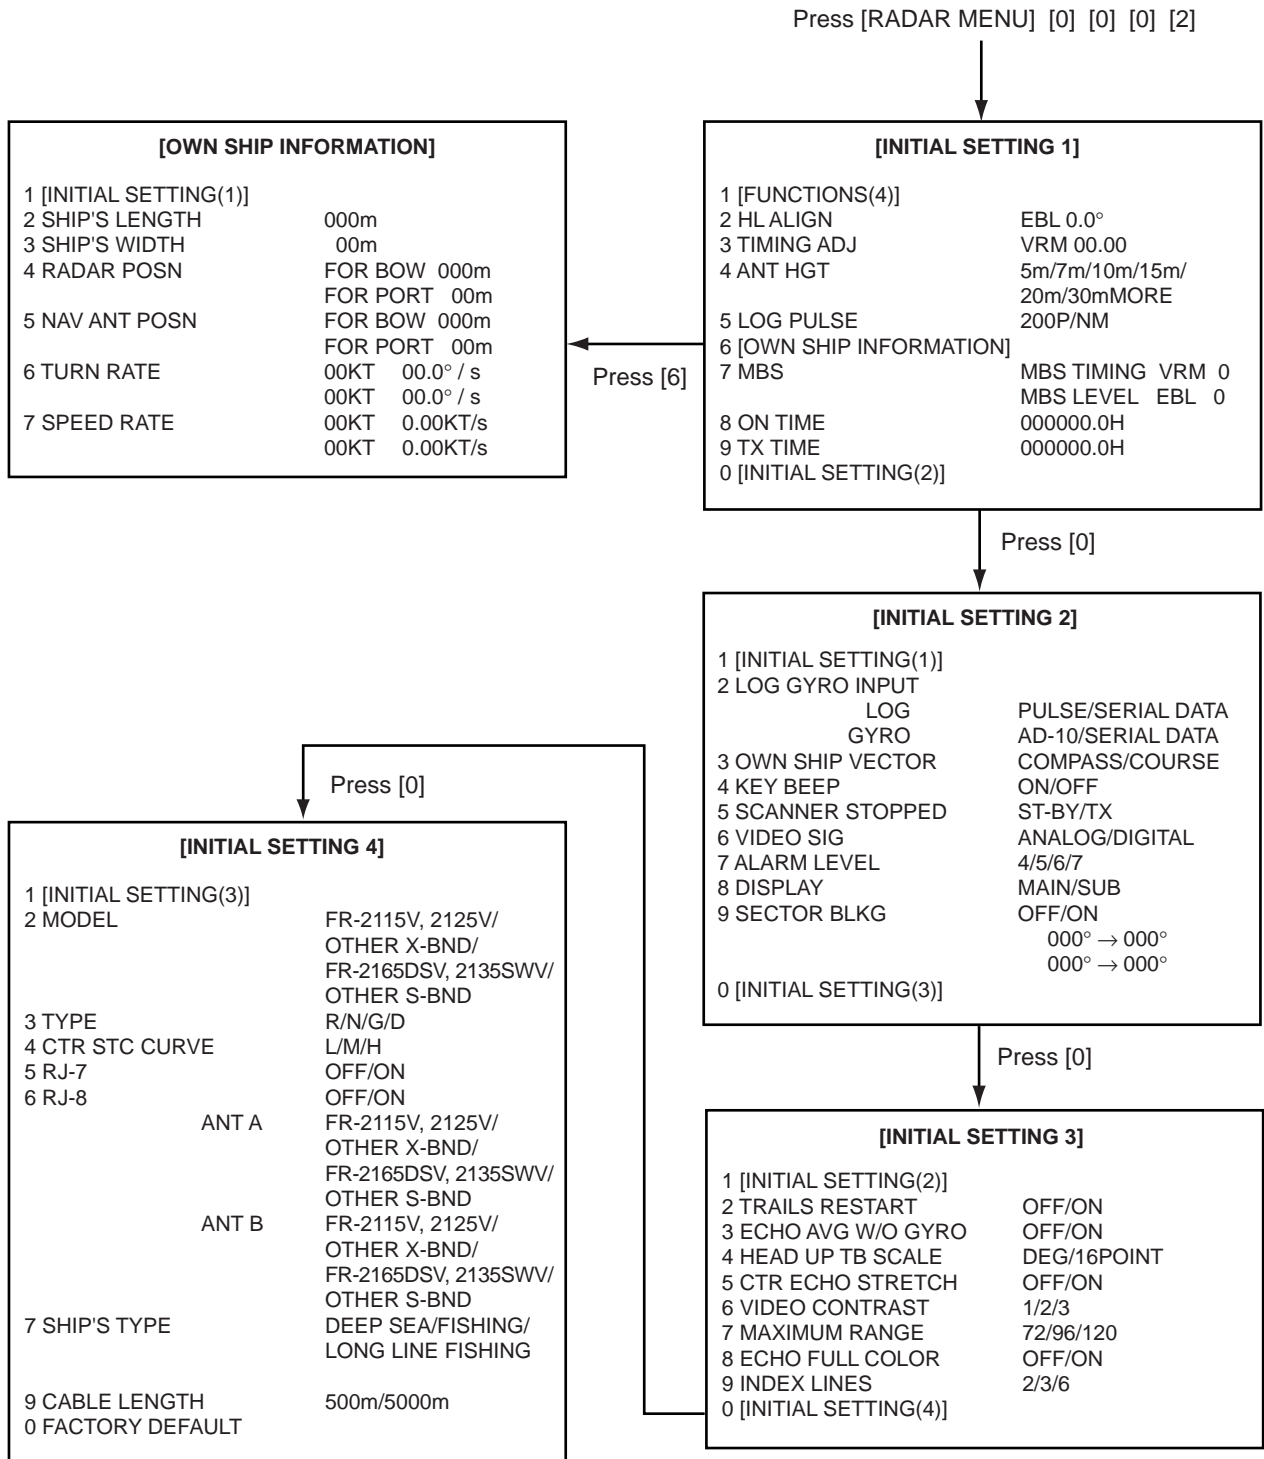 Press [RADAR MENU] [0] [0] [0] [2]
[OWN SHIP INFORMATION]
1 [INITIAL SETTING(1)]
2 SHIP'S LENGTH 000m
3 SHIP'S WIDTH 00m
4 RADAR POSN FOR BOW 000m
FOR PORT 00m
5 NAV ANT POSN FOR BOW 000m
FOR PORT 00m
6 TURN RATE 00KT 00.0° / s
00KT 00.0° / s
7 SPEED RATE 00KT 0.00KT/s
00KT 0.00KT/s
Press [6]
[INITIAL SETTING 1]
1 [FUNCTIONS(4)]
2 HL ALIGN EBL 0.0°
3 TIMING ADJ VRM 00.00
4 ANT HGT 5m/7m/10m/15m/
20m/30mMORE
5 LOG PULSE 200P/NM
6 [OWN SHIP INFORMATION]
7 MBS MBS TIMING VRM 0
MBS LEVEL EBL 0
8 ON TIME 000000.0H
9 TX TIME 000000.0H
0 [INITIAL SETTING(2)]
Press [0]
[INITIAL SETTING 2]
1 [INITIAL SETTING(1)]
2 LOG GYRO INPUT
LOG PULSE/SERIAL DATA
GYRO AD-10/SERIAL DATA
3 OWN SHIP VECTOR COMPASS/COURSE
4 KEY BEEP ON/OFF
5 SCANNER STOPPED ST-BY/TX
6 VIDEO SIG ANALOG/DIGITAL
7 ALARM LEVEL 4/5/6/7
8 DISPLAY MAIN/SUB
9 SECTOR BLKG OFF/ON
000° → 000°
000° → 000°
0 [INITIAL SETTING(3)]
Press [0]
[INITIAL SETTING 3]
1 [INITIAL SETTING(2)]
2 TRAILS RESTART OFF/ON
3 ECHO AVG W/O GYRO OFF/ON
4 HEAD UP TB SCALE DEG/16POINT
5 CTR ECHO STRETCH OFF/ON
6 VIDEO CONTRAST 1/2/3
7 MAXIMUM RANGE 72/96/120
8 ECHO FULL COLOR OFF/ON
9 INDEX LINES 2/3/6
0 [INITIAL SETTING(4)]
Press [0]
[INITIAL SETTING 4]
1 [INITIAL SETTING(3)]
2 MODEL FR-2115V, 2125V/
OTHER X-BND/
FR-2165DSV, 2135SWV/
OTHER S-BND
3 TYPE R/N/G/D
4 CTR STC CURVE L/M/H
5 RJ-7 OFF/ON
6 RJ-8 OFF/ON
ANT A FR-2115V, 2125V/
OTHER X-BND/
FR-2165DSV, 2135SWV/
OTHER S-BND
ANT B FR-2115V, 2125V/
OTHER X-BND/
FR-2165DSV, 2135SWV/
OTHER S-BND
7 SHIP'S TYPE DEEP SEA/FISHING/
LONG LINE FISHING
9 CABLE LENGTH 500m/5000m
0 FACTORY DEFAULT